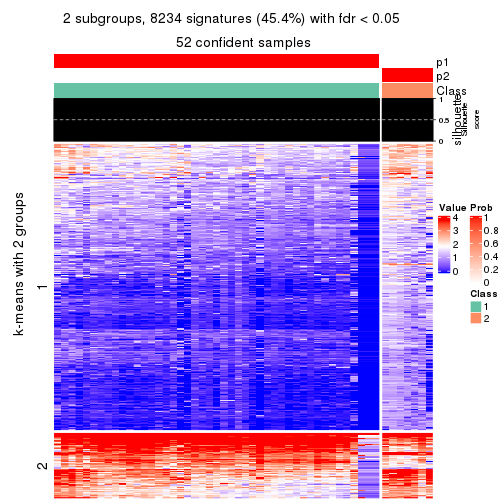 2 subgroups, 8234 signatures (45.4%) with fdr < 0.05
52 confident samples
p1
p2
Class
1
0.5
0
silhouette
Silhouette
score
k-means with 2 groups
1
2
Value
4
3
2
1
0
Prob
1
0.8
0.6
0.4
0.2
0
Class
1
2